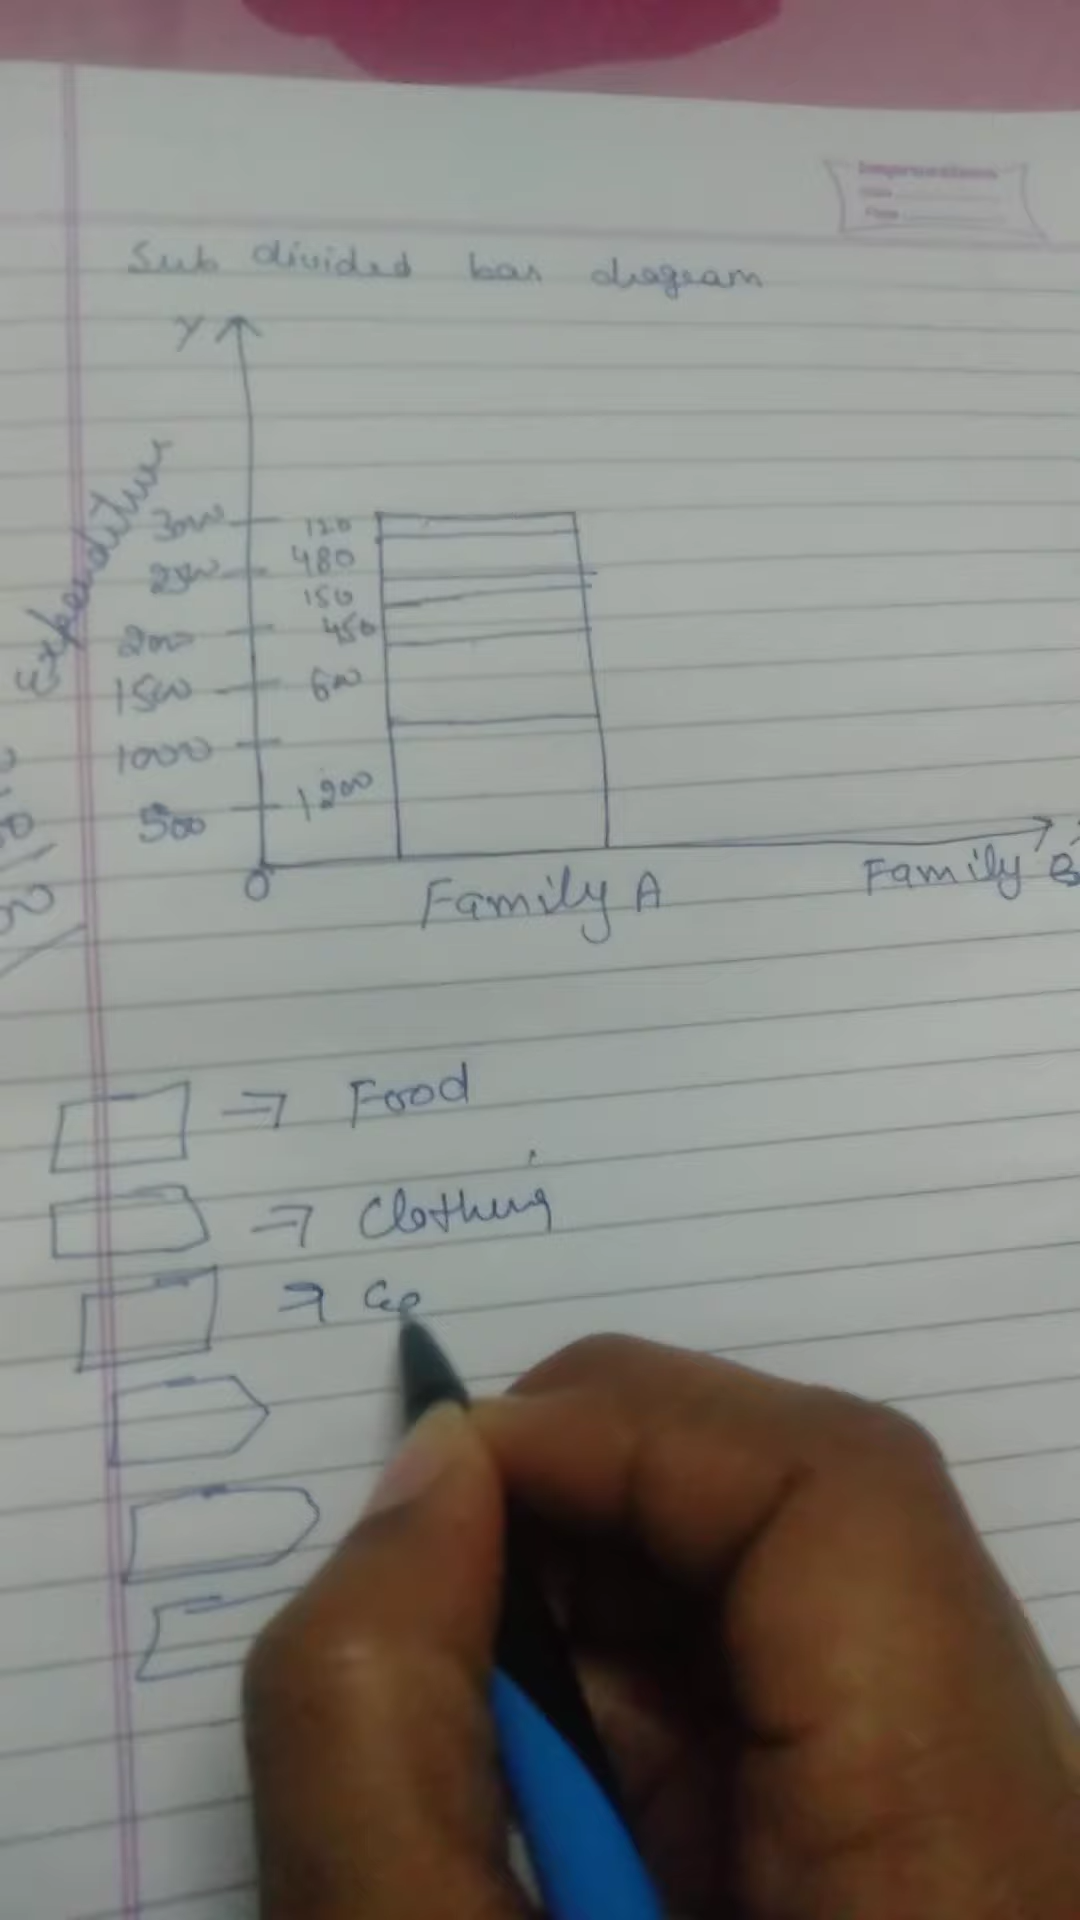 Sub divided bar diagram
Y
Expenditure
3000
2500
2000
1500
1000
500
0
120
480
150
450
600
1200
Family A
Family B
→ Food
→ Clothing
→